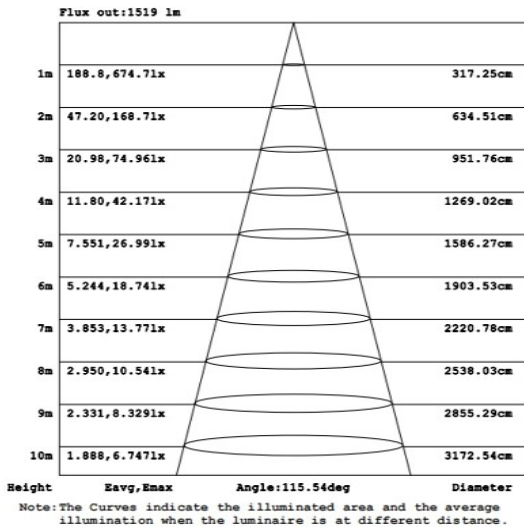 Flux out:1519 lm
1m 188.8,674.7lx 317.25cm
2m 47.20,168.7lx 634.51cm
3m 20.98,74.96lx 951.76cm
4m 11.80,42.17lx 1269.02cm
5m 7.551,26.99lx 1586.27cm
6m 5.244,18.74lx 1903.53cm
7m 3.853,13.77lx 2220.78cm
8m 2.950,10.54lx 2538.03cm
9m 2.331,8.329lx 2855.29cm
10m 1.888,6.747lx 3172.54cm
Height Eavg,Emax Angle:115.54deg Diameter
Note:The Curves indicate the illuminated area and the average
illumination when the luminaire is at different distance.